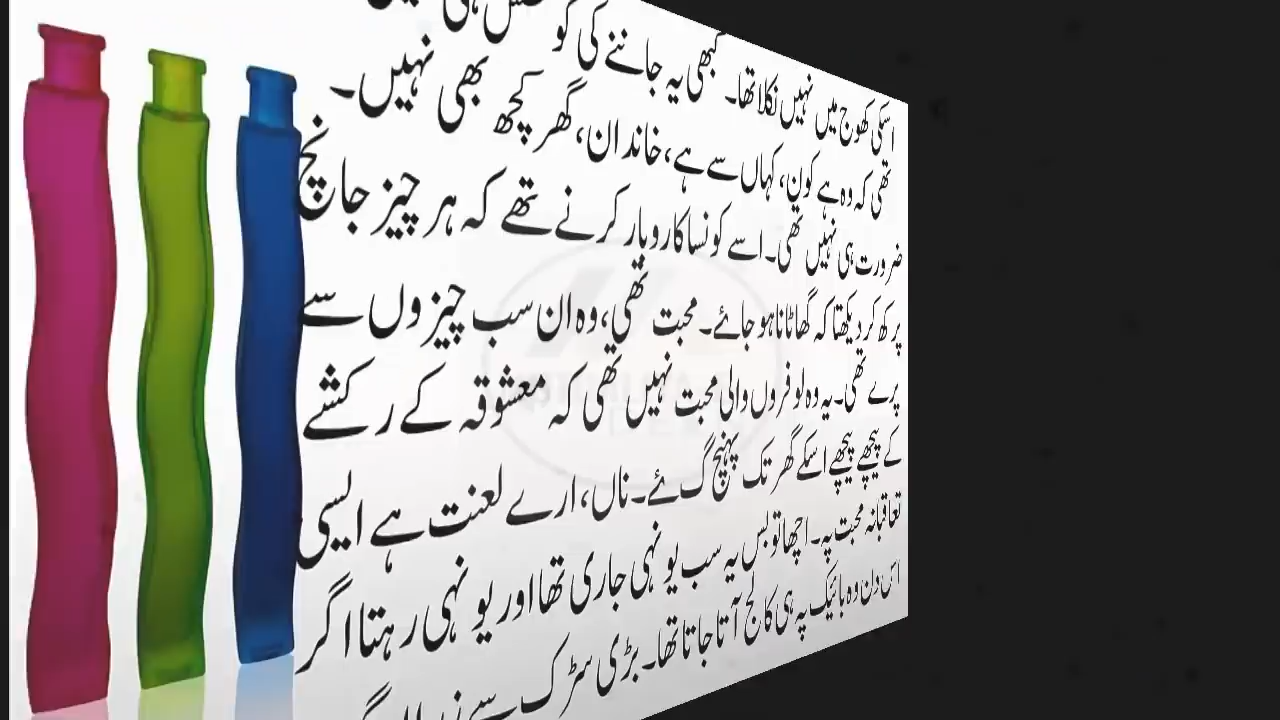 اسکی کھوج میں نہیں نکلا تھا۔ کبھی یہ جاننے کی کو
تھی کہ وہ ہے کون، کہاں سے ہے، خاندان، گھر کچھ بھی نہیں۔
ضرورت ہی نہیں تھی۔ اسے کونسا کاروبار کرنے تھے کہ ہر چیز جانچ
پرکھ کر دیکھتا کہ گھاٹا نا ہو جائے۔ محبت تھی، وہ ان سب چیزوں سے
پرے تھی۔ یہ وہ لوفروں والی محبت نہیں تھی کہ معشوقہ کے رکشے
کے پیچھے پیچھے اسکے گھر تک پہنچ گئے۔ ناں، ارے لعنت ہے ایسی
تعاقبانہ محبت پہ۔ اچھا تو بس یہ سب یونہی جاری تھا اور یونہی رہتا اگر
اس دن وہ بائیک پہ ہی کالج آتا جاتا تھا۔ بڑی سڑک سے